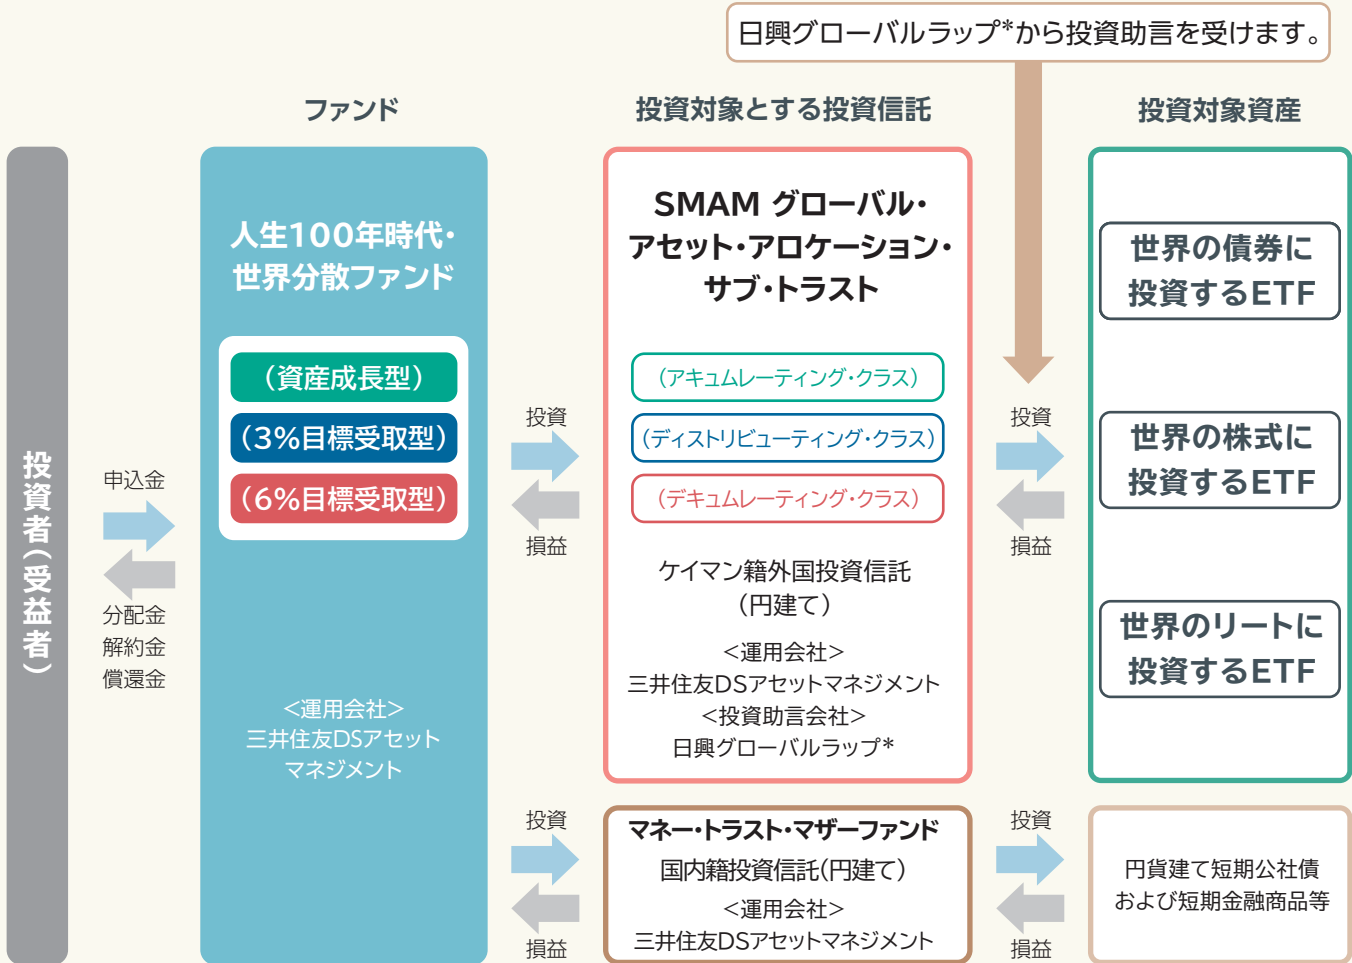 日興グローバルラップ*から投資助言を受けます。
ファンド
投資対象とする投資信託
投資対象資産
投資者(受益者)
申込金
分配金
解約金
償還金
人生100年時代・
世界分散ファンド
(資産成長型)
(3%目標受取型)
(6%目標受取型)
<運用会社>
三井住友DSアセット
マネジメント
投資
損益
SMAM グローバル・
アセット・アロケーション・
サブ・トラスト
(アキュムレーティング・クラス)
(ディストリビューティング・クラス)
(デキュムレーティング・クラス)
ケイマン籍外国投資信託
(円建て)
<運用会社>
三井住友DSアセットマネジメント
<投資助言会社>
日興グローバルラップ*
投資
損益
世界の債券に
投資するETF
世界の株式に
投資するETF
世界のリートに
投資するETF
投資
損益
マネー・トラスト・マザーファンド
国内籍投資信託(円建て)
<運用会社>
三井住友DSアセットマネジメント
投資
損益
円貨建て短期公社債
および短期金融商品等